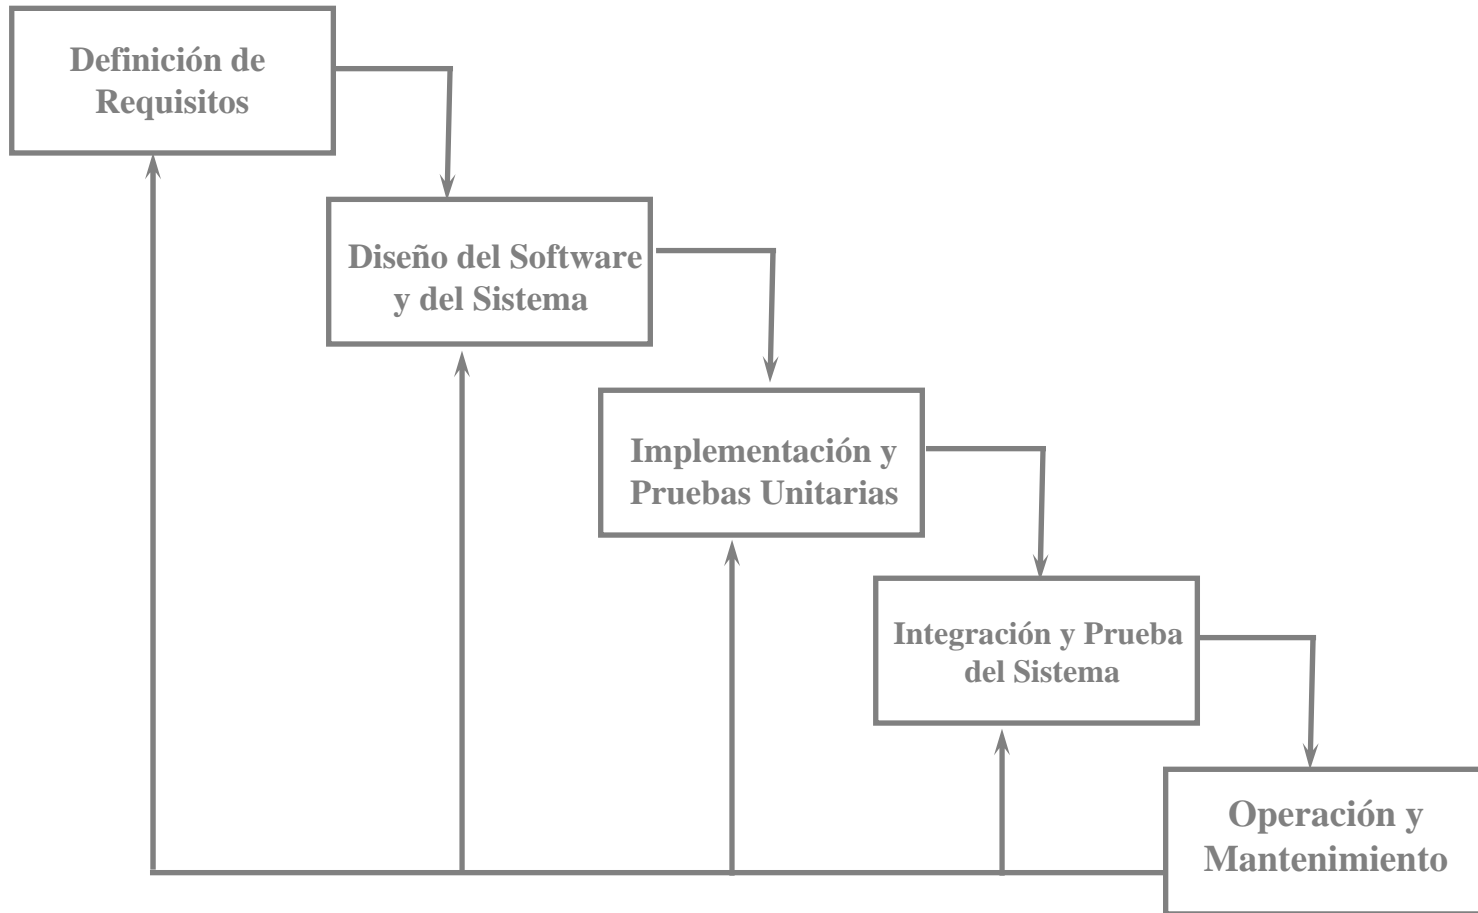 Definición de
Requisitos
Diseño del Software
y del Sistema
Implementación y
Pruebas Unitarias
Integración y Prueba
del Sistema
Operación y
Mantenimiento